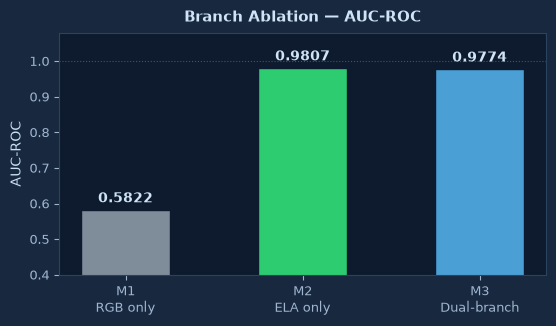 Branch Ablation — AUC-ROC
AUC-ROC
1.0
0.9
0.8
0.7
0.6
0.5
0.4
0.5822
0.9807
0.9774
M1 M2 M3
RGB only ELA only Dual-branch